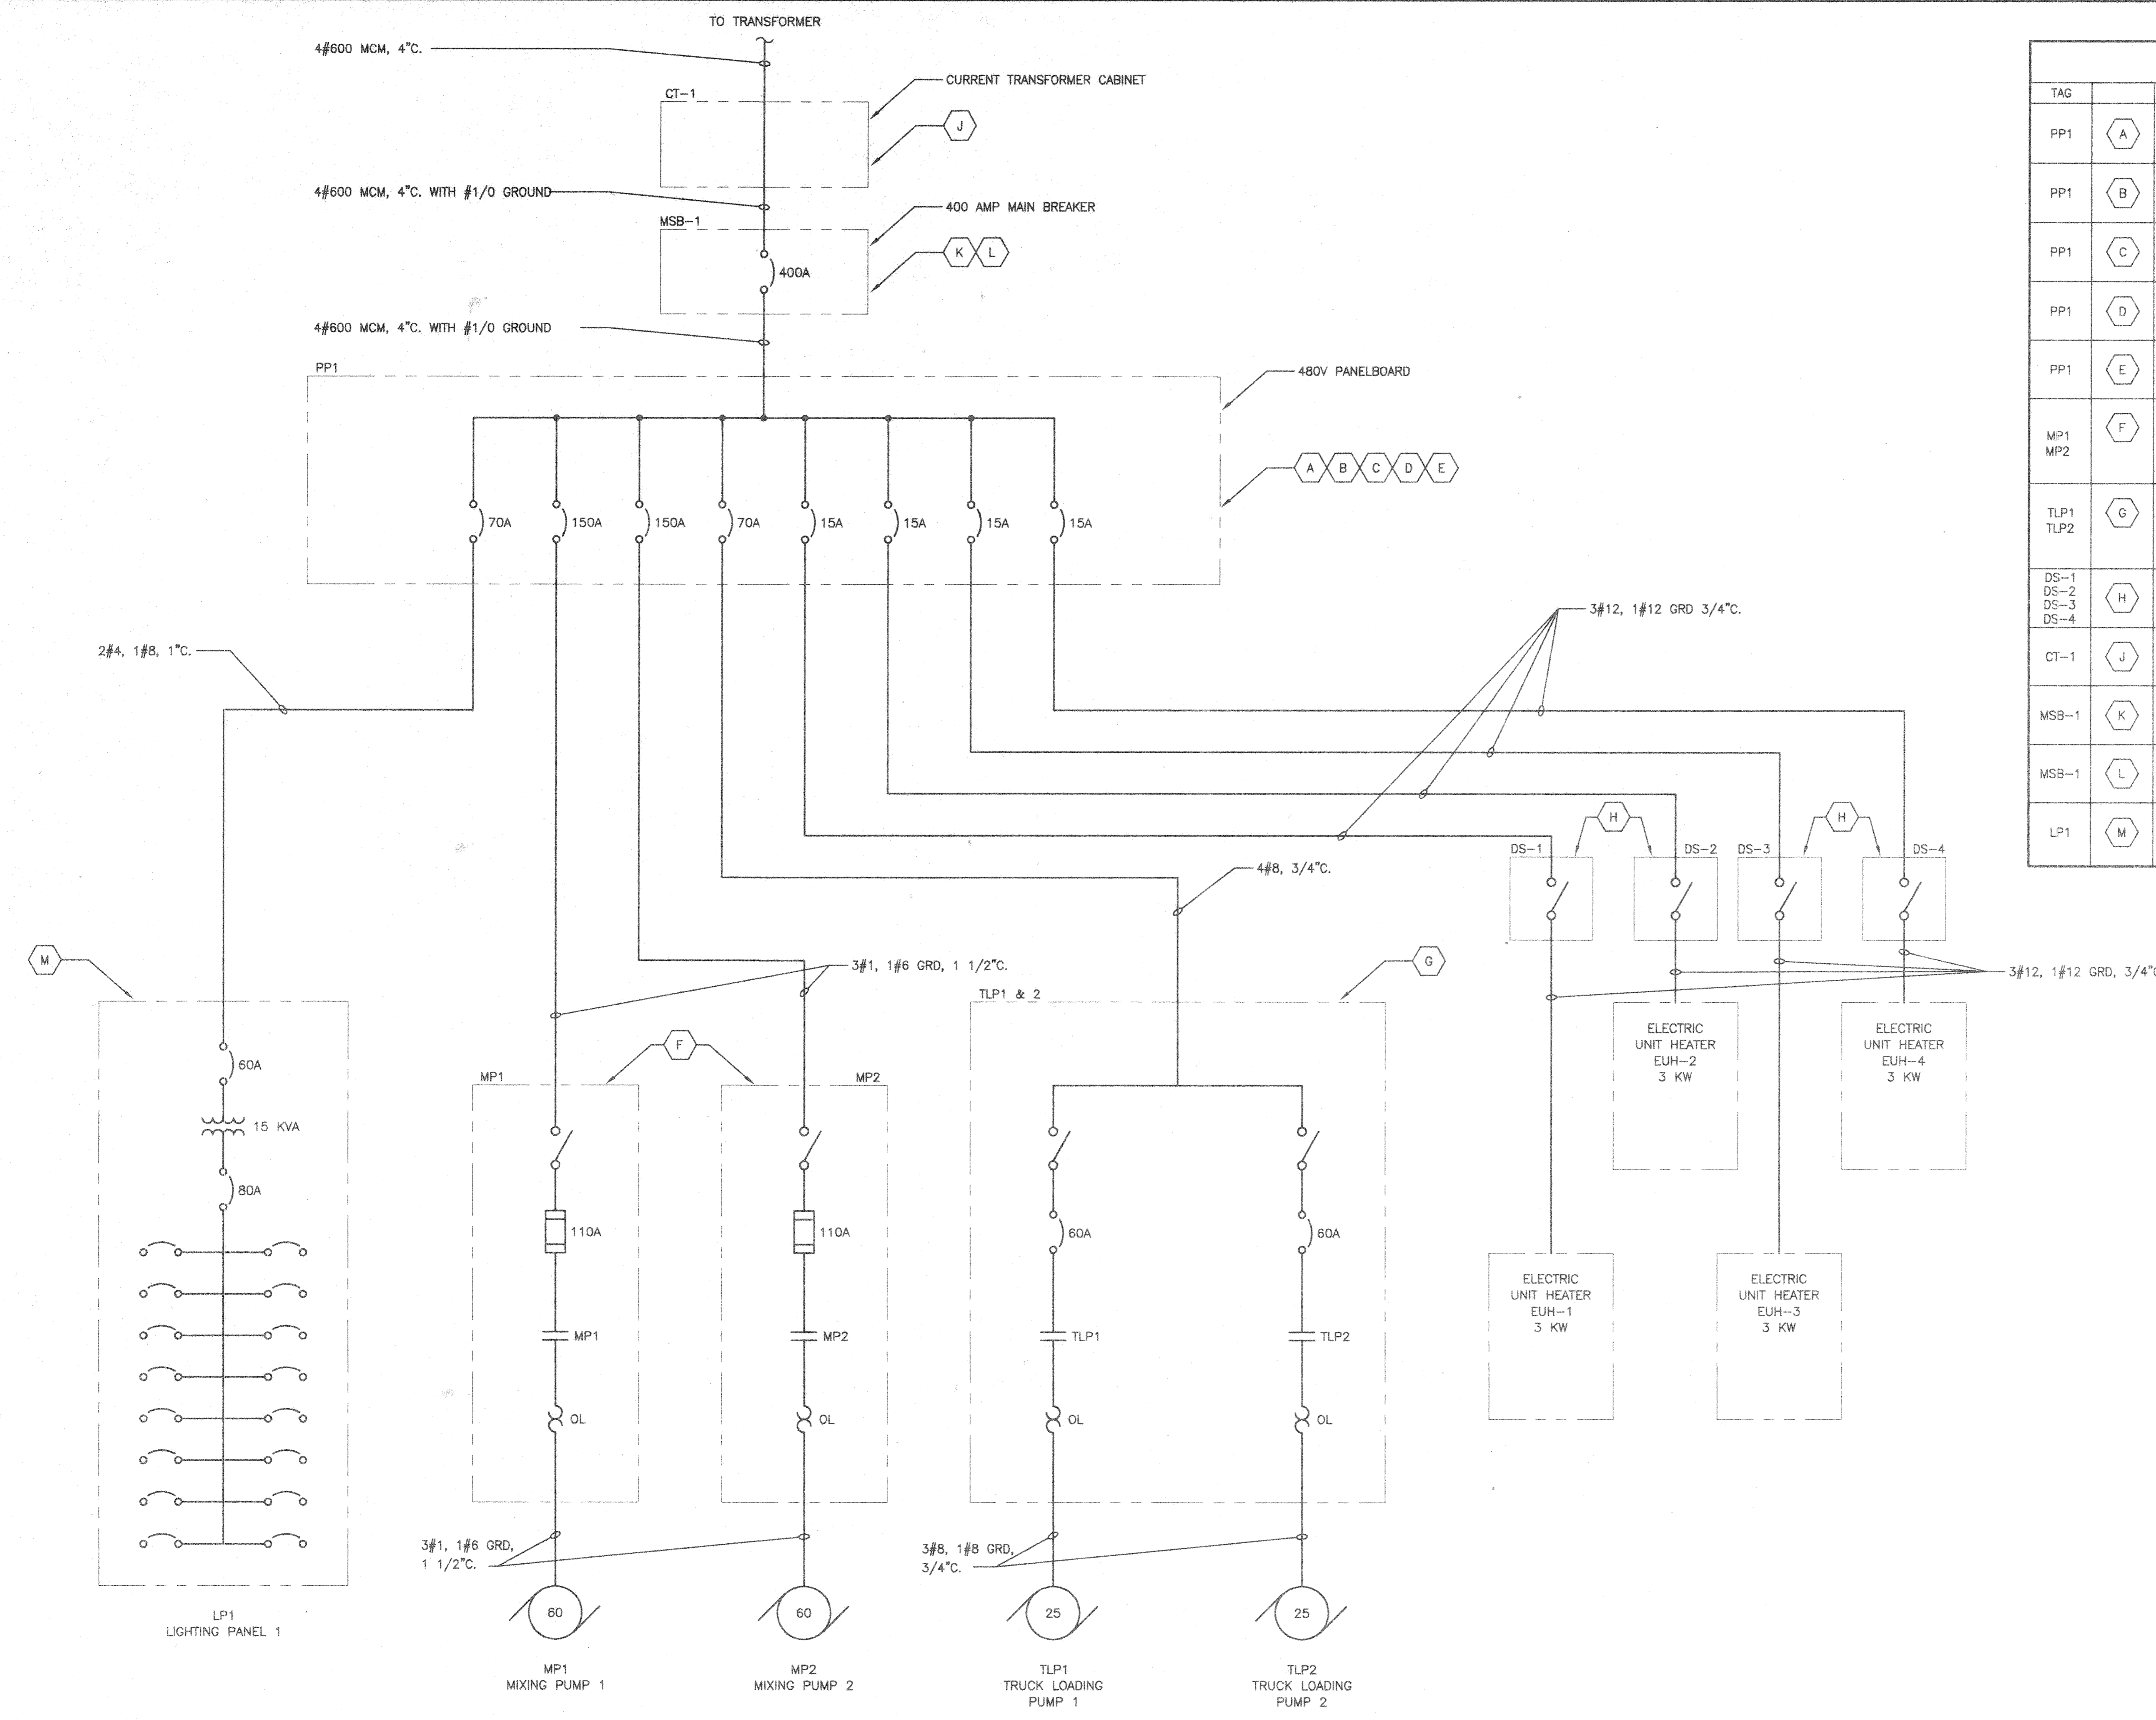 TO TRANSFORMER
4#600 MCM, 4"C.
CURRENT TRANSFORMER CABINET
CT-1
J
4#600 MCM, 4"C. WITH #1/0 GROUND
400 AMP MAIN BREAKER
MSB-1
K L
400A
4#600 MCM, 4"C. WITH #1/0 GROUND
PP1
480V PANELBOARD
A B C D E
70A
150A
150A
70A
15A
15A
15A
15A
3#12, 1#12 GRD 3/4"C.
2#4, 1#8, 1"C.
H
H
DS-1
DS-2
DS-3
DS-4
4#8, 3/4"C.
M
3#1, 1#6 GRD, 1 1/2"C.
G
3#12, 1#12 GRD, 3/4"
TLP1 & 2
F
MP1
MP2
ELECTRIC
UNIT HEATER
EUH-2
3 KW
ELECTRIC
UNIT HEATER
EUH-4
3 KW
60A
15 KVA
80A
110A
110A
60A
60A
ELECTRIC
UNIT HEATER
EUH-1
3 KW
ELECTRIC
UNIT HEATER
EUH-3
3 KW
MP1
MP2
TLP1
TLP2
OL
OL
OL
OL
3#1, 1#6 GRD,
1 1/2"C.
3#8, 1#8 GRD,
3/4"C.
60
60
25
25
LP1
LIGHTING PANEL 1
MP1
MIXING PUMP 1
MP2
MIXING PUMP 2
TLP1
TRUCK LOADING
PUMP 1
TLP2
TRUCK LOADING
PUMP 2
TAG
PP1 A
PP1 B
PP1 C
PP1 D
PP1 E
MP1
MP2
F
TLP1
TLP2
G
DS-1
DS-2
DS-3
DS-4
H
CT-1 J
MSB-1 K
MSB-1 L
LP1 M